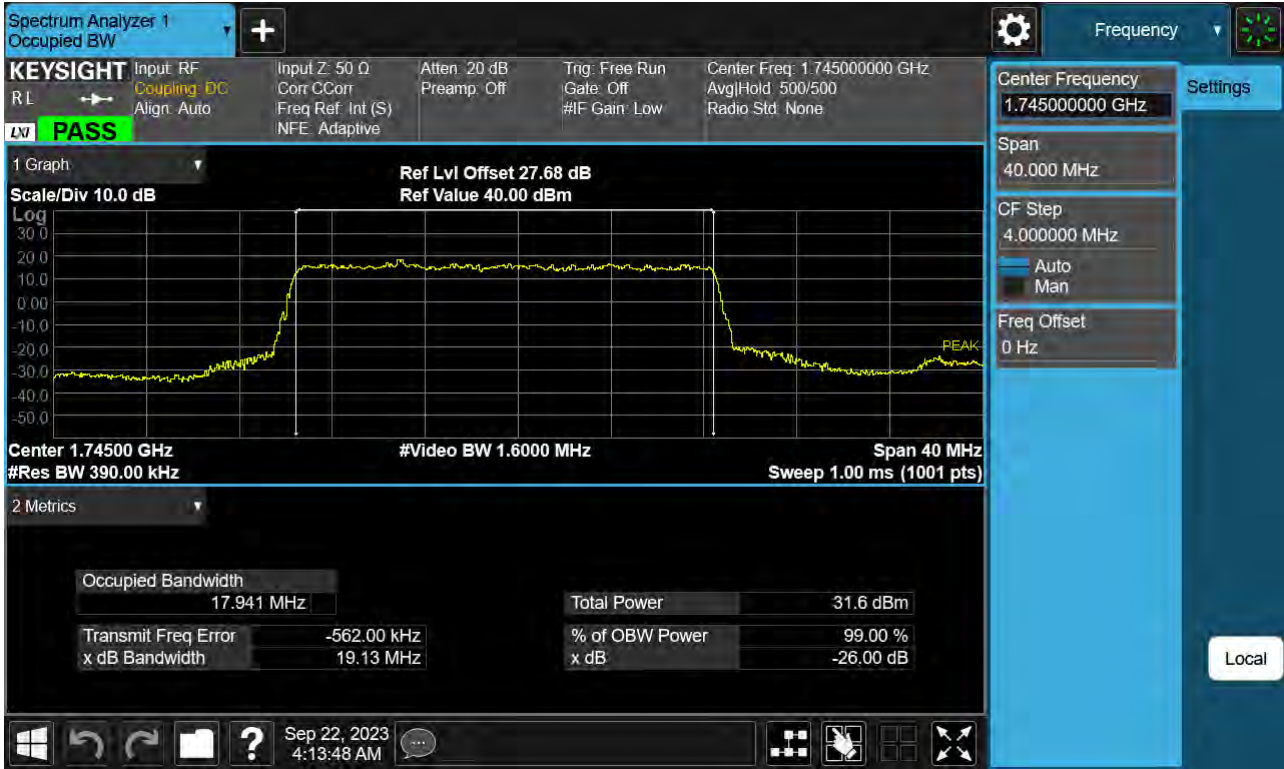 Spectrum Analyzer 1
Occupied BW
Frequency
KEYSIGHT
RL
LXI
PASS
Input: RF
Coupling: DC
Align: Auto
Input Z: 50 Ω
Corr CCorr
Freq Ref: Int (S)
NFE: Adaptive
Atten: 20 dB
Preamp: Off
Trig: Free Run
Gate: Off
#IF Gain: Low
Center Freq: 1.745000000 GHz
Avg|Hold: 500/500
Radio Std: None
1 Graph
Scale/Div 10.0 dB
Ref Lvl Offset 27.68 dB
Ref Value 40.00 dBm
Log
30.0
20.0
10.0
0.00
-10.0
-20.0
-30.0
-40.0
-50.0
PEAK
Center 1.74500 GHz
#Video BW 1.6000 MHz
Span 40 MHz
#Res BW 390.00 kHz
Sweep 1.00 ms (1001 pts)
2 Metrics
Occupied Bandwidth
17.941 MHz
Total Power 31.6 dBm
Transmit Freq Error -562.00 kHz
% of OBW Power 99.00 %
x dB Bandwidth 19.13 MHz
x dB -26.00 dB
Center Frequency
1.745000000 GHz
Settings
Span
40.000 MHz
CF Step
4.000000 MHz
Auto
Man
Freq Offset
0 Hz
Local
?
Sep 22, 2023
4:13:48 AM